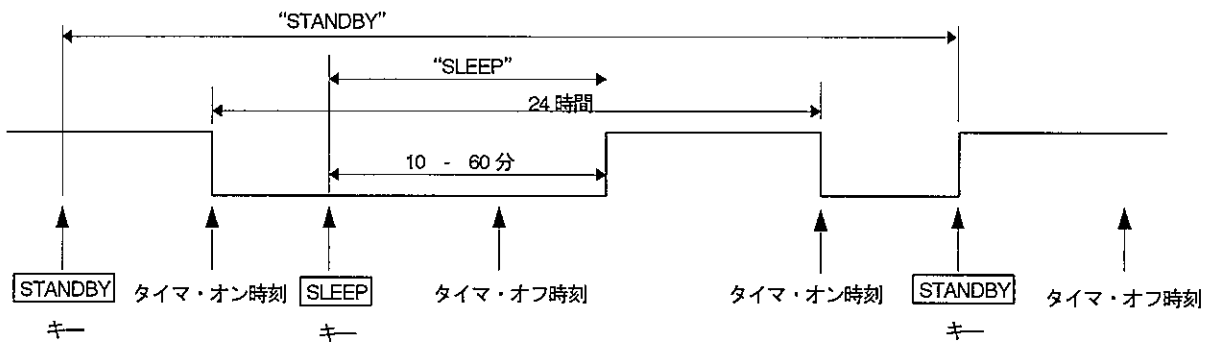 “STANDBY”
“SLEEP”
24 時間
10 - 60 分
STANDBY タイマ・オン時刻 SLEEP タイマ・オフ時刻 タイマ・オン時刻 STANDBY タイマ・オフ時刻
キー キー キー